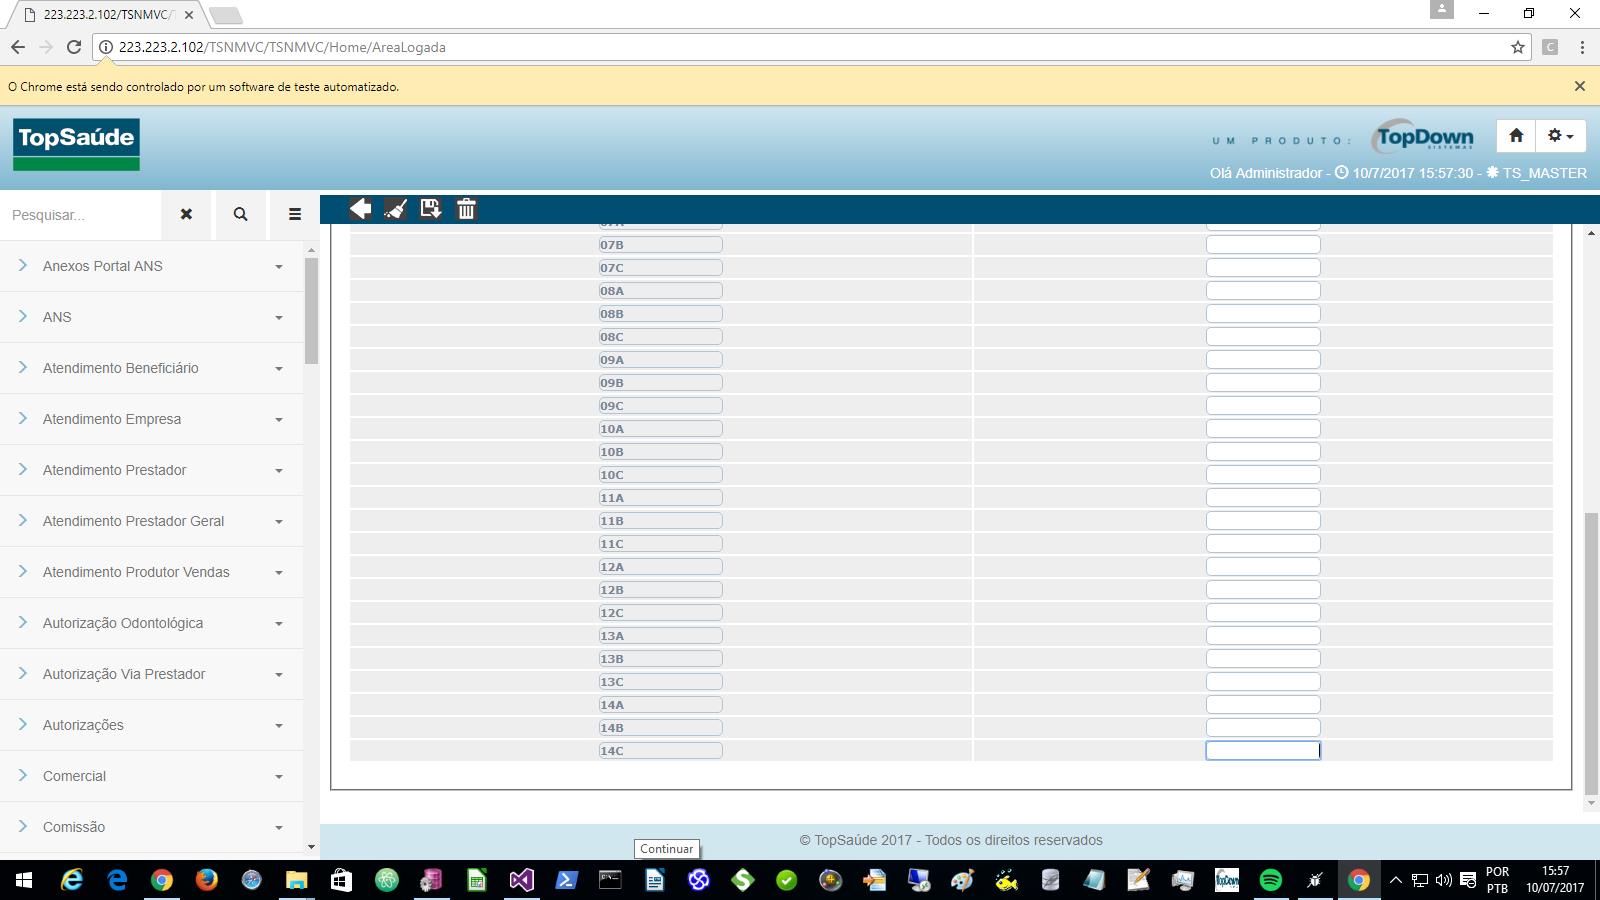 223.223.2.102/TSNMVC/T
223.223.2.102/TSNMVC/TSNMVC/Home/AreaLogada
C
O Chrome está sendo controlado por um software de teste automatizado.
TopSaúde
UM PRODUTO:
TopDown
SISTEMAS
Olá Administrador - 10/7/2017 15:57:30 - TS_MASTER
Pesquisar...
Anexos Portal ANS
ANS
Atendimento Beneficiário
Atendimento Empresa
Atendimento Prestador
Atendimento Prestador Geral
Atendimento Produtor Vendas
Autorização Odontológica
Autorização Via Prestador
Autorizações
Comercial
Comissão
07B
07C
08A
08B
08C
09A
09B
09C
10A
10B
10C
11A
11B
11C
12A
12B
12C
13A
13B
13C
14A
14B
14C
© TopSaúde 2017 - Todos os direitos reservados
Continuar
TopDown
POR
PTB
15:57
10/07/2017